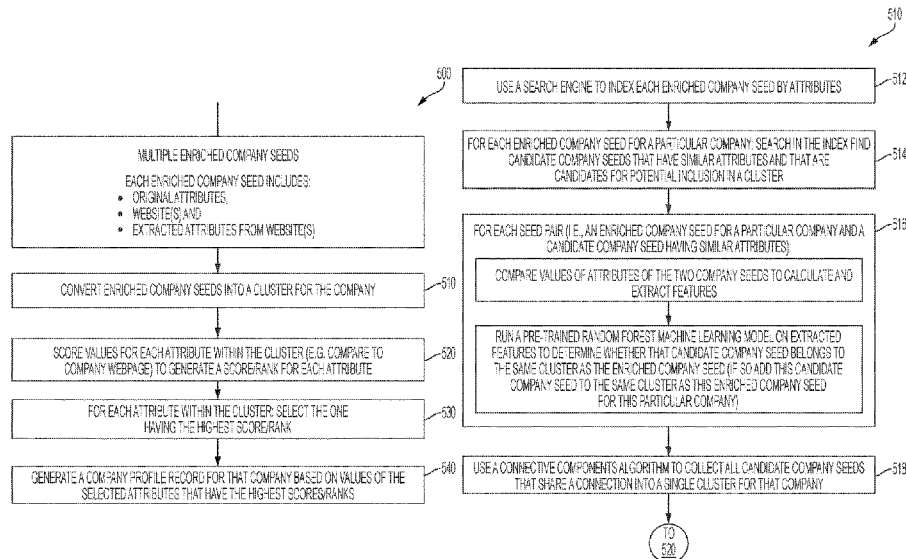 500
MULTIPLE ENRICHED COMPANY SEEDS
EACH ENRICHED COMPANY SEED INCLUDES:
• ORIGINAL ATTRIBUTES,
• WEBSITE(S) AND
• EXTRACTED ATTRIBUTES FROM WEBSITE(S)
CONVERT ENRICHED COMPANY SEEDS INTO A CLUSTER FOR THE COMPANY
510
SCORE VALUES FOR EACH ATTRIBUTE WITHIN THE CLUSTER (E.G. COMPARE TO
COMPANY WEBPAGE) TO GENERATE A SCORE/RANK FOR EACH ATTRIBUTE
520
FOR EACH ATTRIBUTE WITHIN THE CLUSTER: SELECT THE ONE
HAVING THE HIGHEST SCORE/RANK
530
GENERATE A COMPANY PROFILE RECORD FOR THAT COMPANY BASED ON VALUES OF THE
SELECTED ATTRIBUTES THAT HAVE THE HIGHEST SCORES/RANKS
540
510
USE A SEARCH ENGINE TO INDEX EACH ENRICHED COMPANY SEED BY ATTRIBUTES
512
FOR EACH ENRICHED COMPANY SEED FOR A PARTICULAR COMPANY: SEARCH IN THE INDEX FIND
CANDIDATE COMPANY SEEDS THAT HAVE SIMILAR ATTRIBUTES AND THAT ARE
CANDIDATES FOR POTENTIAL INCLUSION IN A CLUSTER
514
516
FOR EACH SEED PAIR (I.E., AN ENRICHED COMPANY SEED FOR A PARTICULAR COMPANY AND A
CANDIDATE COMPANY SEED HAVING SIMILAR ATTRIBUTES):
COMPARE VALUES OF ATTRIBUTES OF THE TWO COMPANY SEEDS TO CALCULATE AND
EXTRACT FEATURES
RUN A PRE-TRAINED RANDOM FOREST MACHINE LEARNING MODEL ON EXTRACTED
FEATURES TO DETERMINE WHETHER THAT CANDIDATE COMPANY SEED BELONGS TO
THE SAME CLUSTER AS THE ENRICHED COMPANY SEED (IF SO ADD THIS CANDIDATE
COMPANY SEED TO THE SAME CLUSTER AS THIS ENRICHED COMPANY SEED
FOR THIS PARTICULAR COMPANY)
USE A CONNECTIVE COMPONENTS ALGORITHM TO COLLECT ALL CANDIDATE COMPANY SEEDS
THAT SHARE A CONNECTION INTO A SINGLE CLUSTER FOR THAT COMPANY
518
TO
520